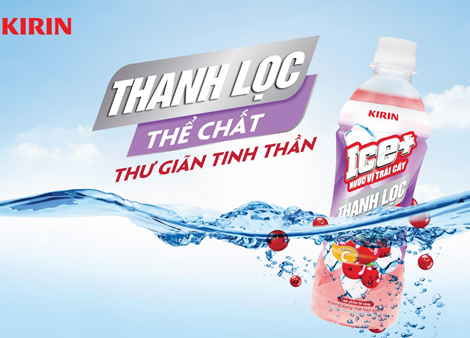 KIRIN
THANH LỌC
THỂ CHẤT
THƯ GIÃN TINH THẦN
KIRIN
Ice+
NƯỚC VỊ TRÁI CÂY
THANH LỌC
C